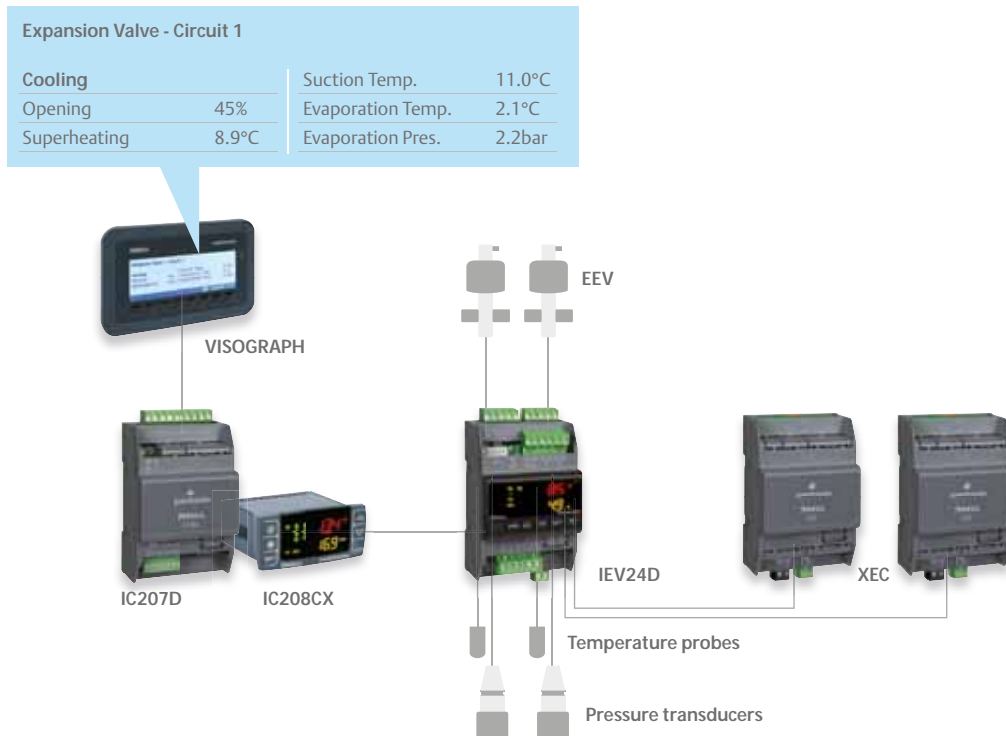 Expansion Valve - Circuit 1
Cooling
Opening 45%
Superheating 8.9°C
Suction Temp. 11.0°C
Evaporation Temp. 2.1°C
Evaporation Pres. 2.2bar
EEV
VISOGRAPH
IC207D
IC208CX
IEV24D
XEC
Temperature probes
Pressure transducers